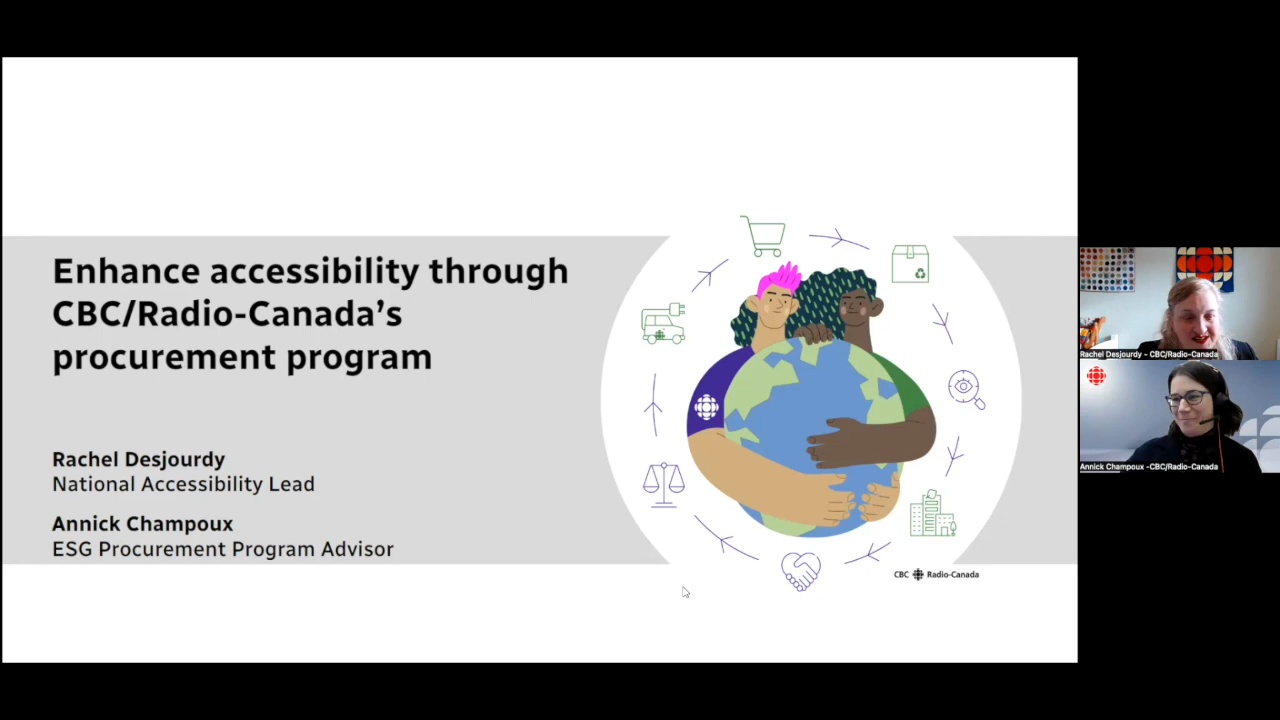 Enhance accessibility through
CBC/Radio-Canada's
procurement program
Rachel Desjourdy
National Accessibility Lead
Annick Champoux
ESG Procurement Program Advisor
CBC Radio-Canada
Rachel Desjourdy - CBC/Radio-Canada
Annick Champoux -CBC/Radio-Canada